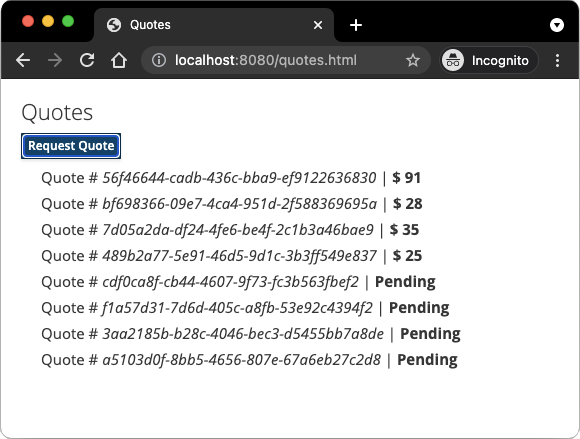 Quotes
localhost:8080/quotes.html
Incognito
Quotes
Request Quote
Quote # 56f46644-cadb-436c-bba9-ef9122636830 | $ 91
Quote # bf698366-09e7-4ca4-951d-2f588369695a | $ 28
Quote # 7d05a2da-df24-4fe6-be4f-2c1b3a46bae9 | $ 35
Quote # 489b2a77-5e91-46d5-9d1c-3b3ff549e837 | $ 25
Quote # cdf0ca8f-cb44-4607-9f73-fc3b563fbef2 | Pending
Quote # f1a57d31-7d6d-405c-a8fb-53e92c4394f2 | Pending
Quote # 3aa2185b-b28c-4046-bec3-d5455bb7a8de | Pending
Quote # a5103d0f-8bb5-4656-807e-67a6eb27c2d8 | Pending